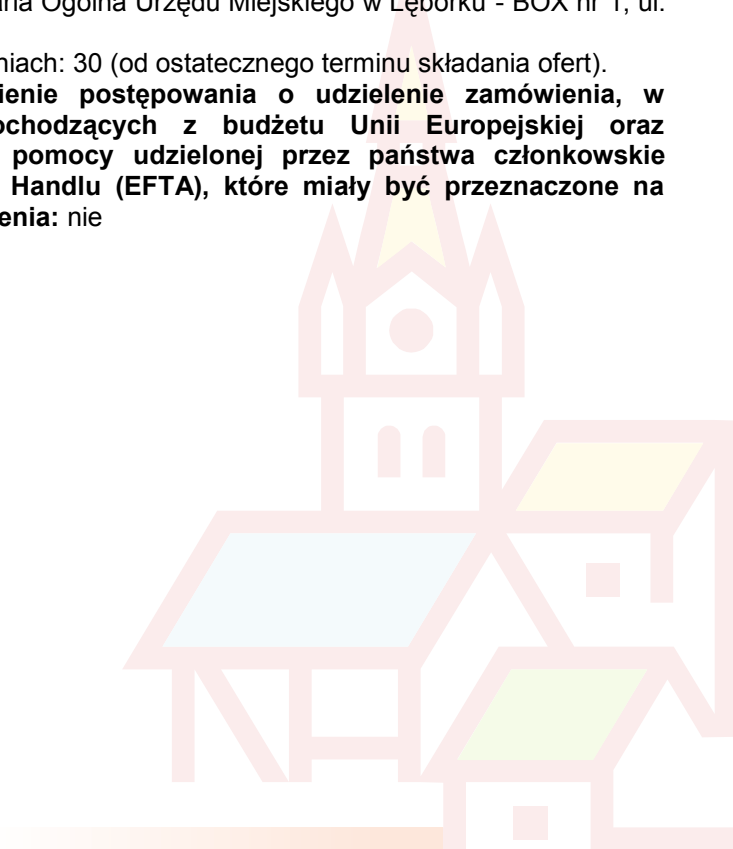 Ogólna Urzędu Miejskiego w Lęborku - BOX nr 1, ul.
niach: 30 (od ostatecznego terminu składania ofert).
ienie postępowania o udzielenie zamówienia, w
ochodzących z budżetu Unii Europejskiej oraz
pomocy udzielonej przez państwa członkowskie
Handlu (EFTA), które miały być przeznaczone na
enia: nie